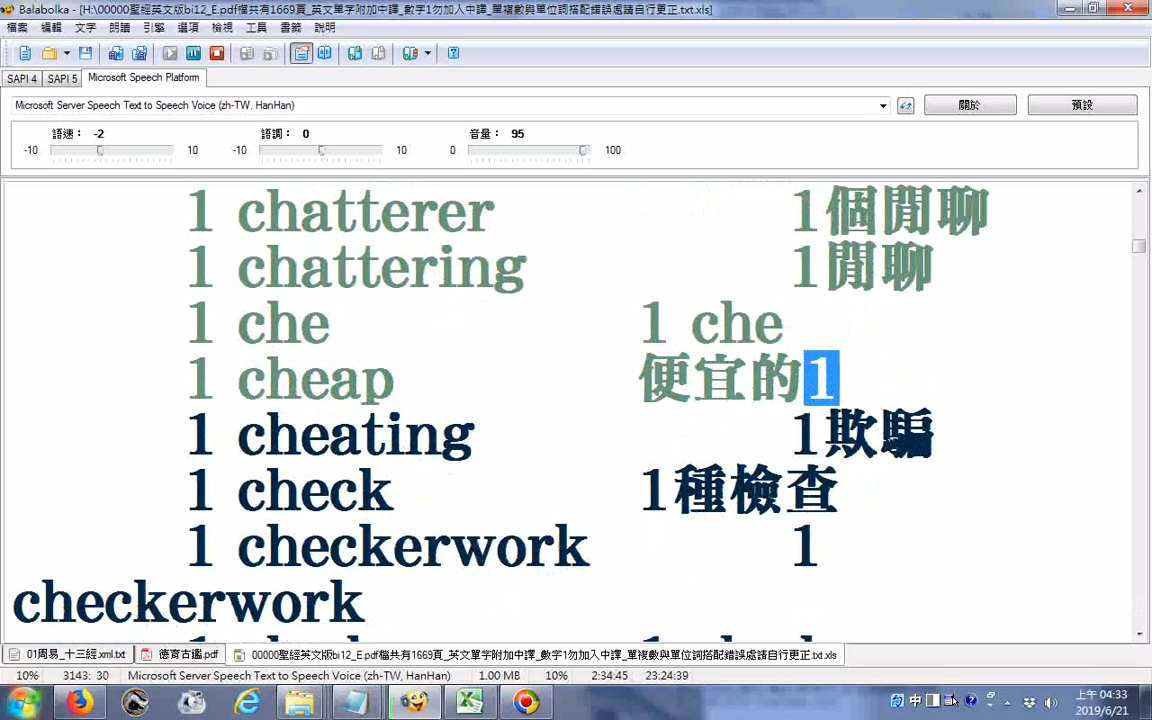 Balabolka - [H:\00000聖經英文版bi12_E.pdf檔共有1669頁_英文單字附加中譯_數字1勿加入中譯_單複數與單位詞搭配錯誤處請自行更正.txt.xls]
檔案 編輯 文字 朗讀 引擎 選項 檢視 工具 書籤 說明
SAPI 4 SAPI 5 Microsoft Speech Platform
Microsoft Server Speech Text to Speech Voice (zh-TW, HanHan) 關於 預設
語速： -2 語調： 0 音量： 95
-10 10 -10 10 0 100
1 chatterer 1個閒聊
1 chattering 1閒聊
1 che 1 che
1 cheap 便宜的1
1 cheating 1欺騙
1 check 1種檢查
1 checkerwork 1
checkerwork
01周易_十三經.xml.txt 德育古鑑.pdf 00000聖經英文版bi12_E.pdf檔共有1669頁_英文單字附加中譯_數字1勿加入中譯_單複數與單位詞搭配錯誤處請自行更正.txt.xls
10% 3143: 30 Microsoft Server Speech Text to Speech Voice (zh-TW, HanHan) 1.00 MB 10% 2:34:45 23:24:39
中 上午 04:33
2019/6/21